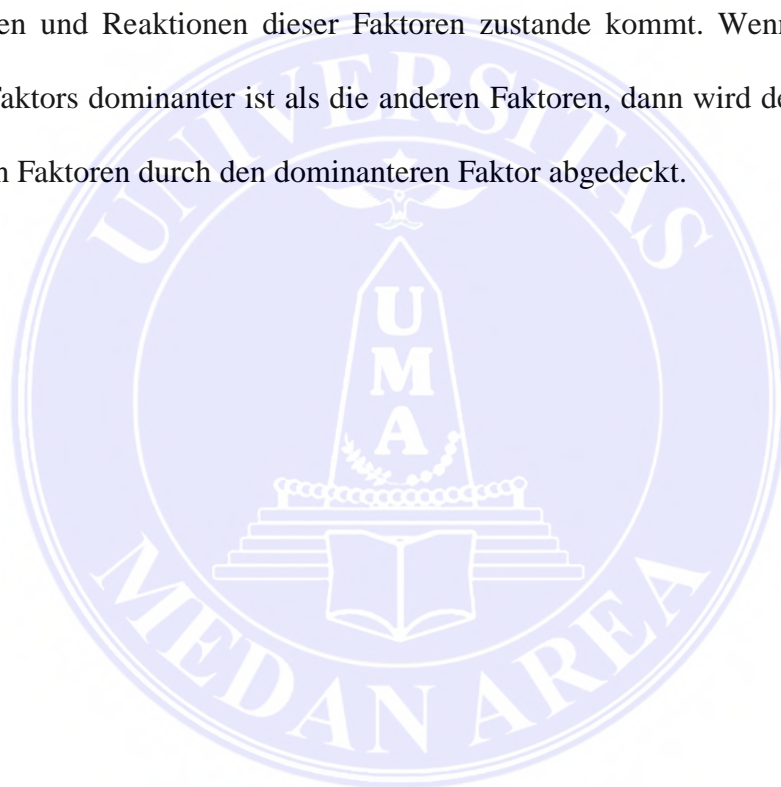 en und Reaktionen dieser Faktoren zustande kommt. Wenn
aktors dominanter ist als die anderen Faktoren, dann wird de
n Faktoren durch den dominanteren Faktor abgedeckt.
UNIVERSITAS
UMA
MEDAN AREA